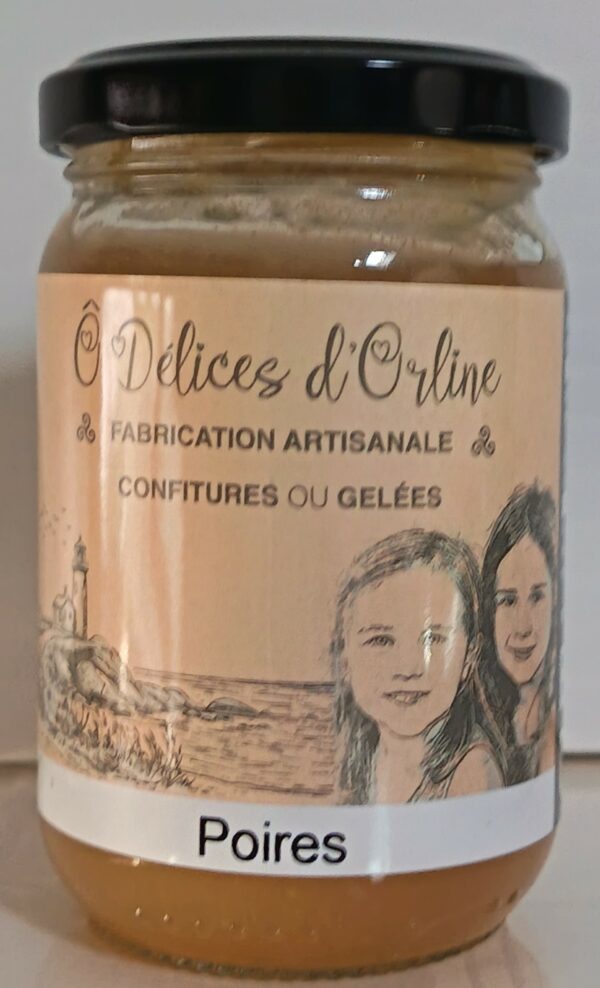 Ô Délices d'Orline
FABRICATION ARTISANALE
CONFITURES OU GELÉES
Poires